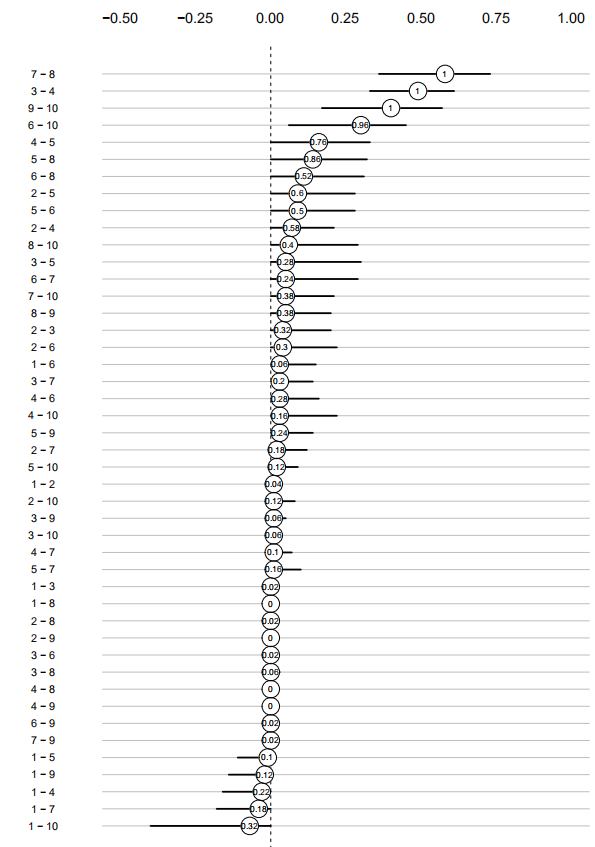 −0.50 −0.25 0.00 0.25 0.50 0.75 1.00
7 − 8 1
3 − 4 1
9 − 10 1
6 − 10 0.96
4 − 5 0.76
5 − 8 0.86
6 − 8 0.52
2 − 5 0.6
5 − 6 0.5
2 − 4 0.58
8 − 10 0.4
3 − 5 0.28
6 − 7 0.24
7 − 10 0.38
8 − 9 0.38
2 − 3 0.32
2 − 6 0.3
1 − 6 0.06
3 − 7 0.2
4 − 6 0.28
4 − 10 0.16
5 − 9 0.24
2 − 7 0.18
5 − 10 0.12
1 − 2 0.04
2 − 10 0.12
3 − 9 0.06
3 − 10 0.06
4 − 7 0.1
5 − 7 0.16
1 − 3 0.02
1 − 8 0
2 − 8 0.02
2 − 9 0
3 − 6 0.02
3 − 8 0.06
4 − 8 0
4 − 9 0
6 − 9 0.02
7 − 9 0.02
1 − 5 0.1
1 − 9 0.12
1 − 4 0.22
1 − 7 0.18
1 − 10 0.32